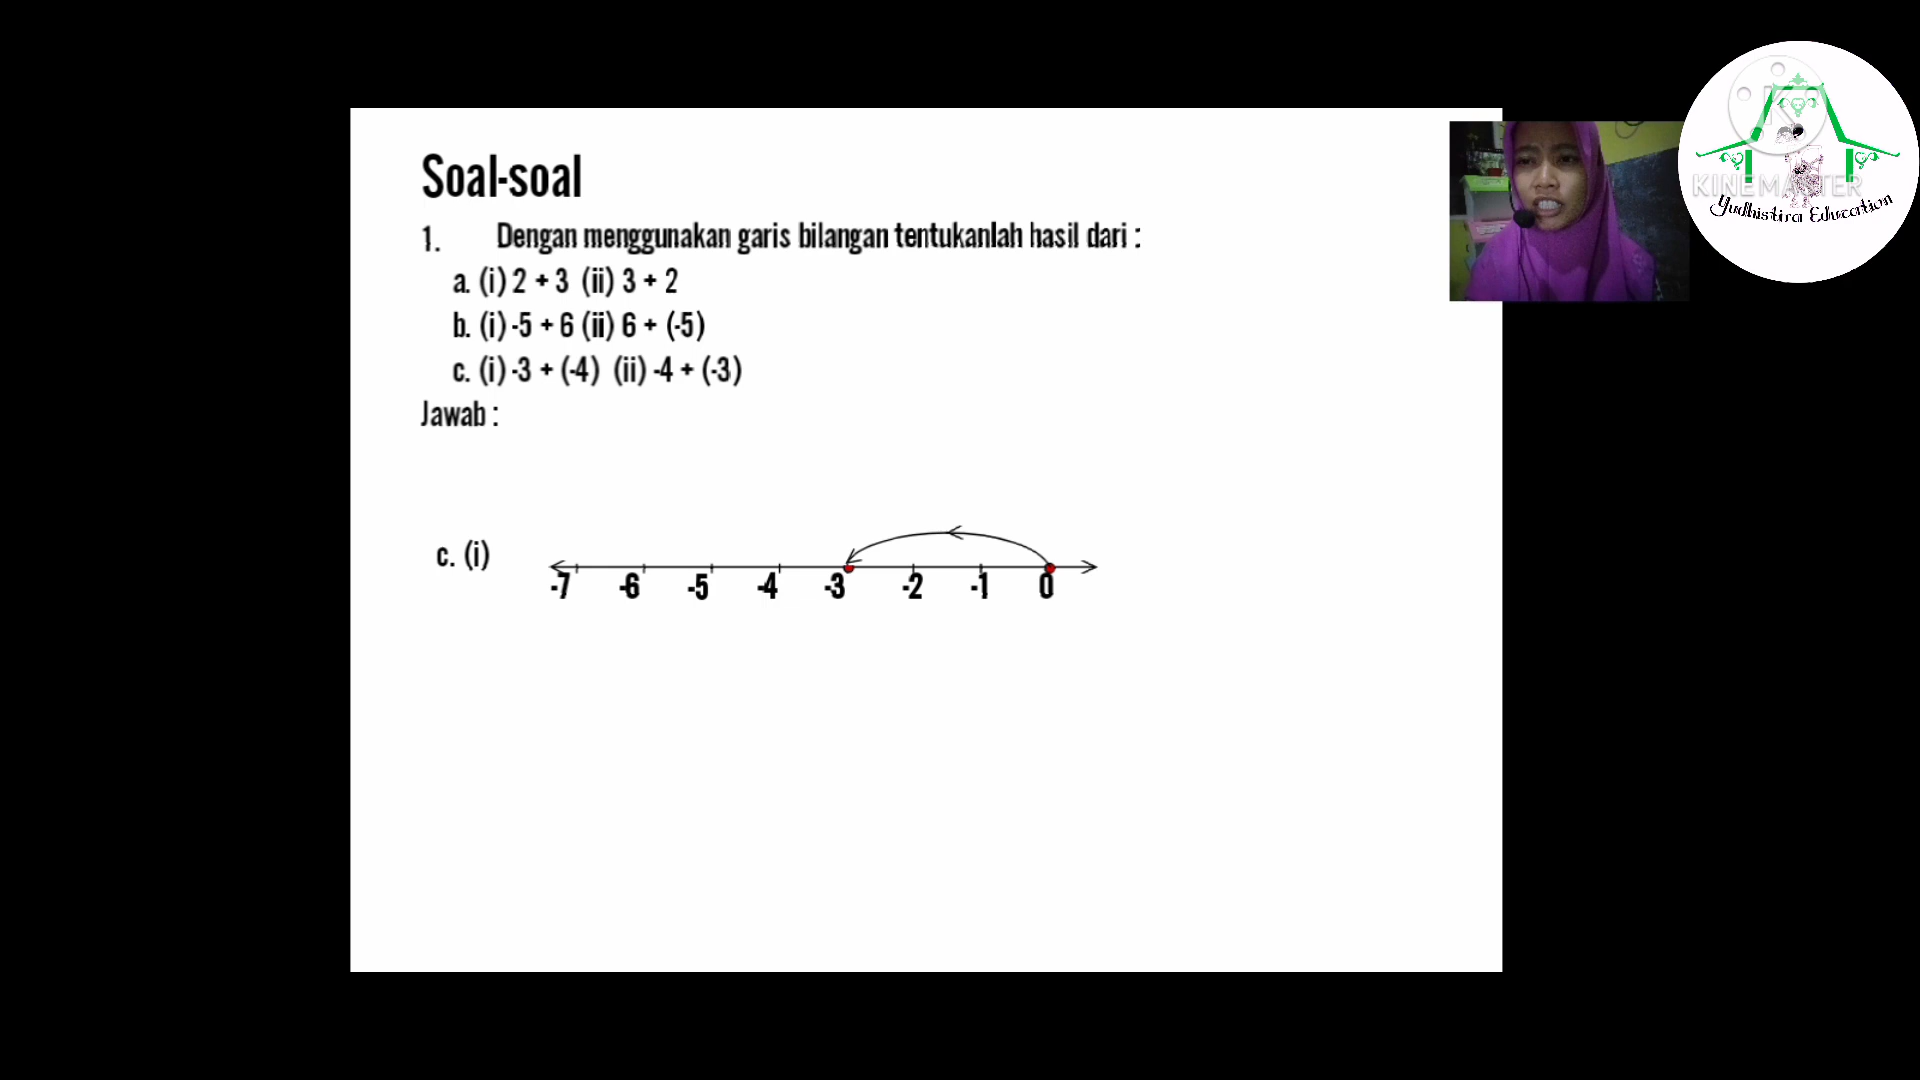 Soal-soal
1. Dengan menggunakan garis bilangan tentukanlah hasil dari :
a. (i) 2 + 3 (ii) 3 + 2
b. (i) -5 + 6 (ii) 6 + (-5)
c. (i) -3 + (-4) (ii) -4 + (-3)
Jawab :
c. (i)
-7 -6 -5 -4 -3 -2 -1 0
KINEMASTER
Yudhistira Education